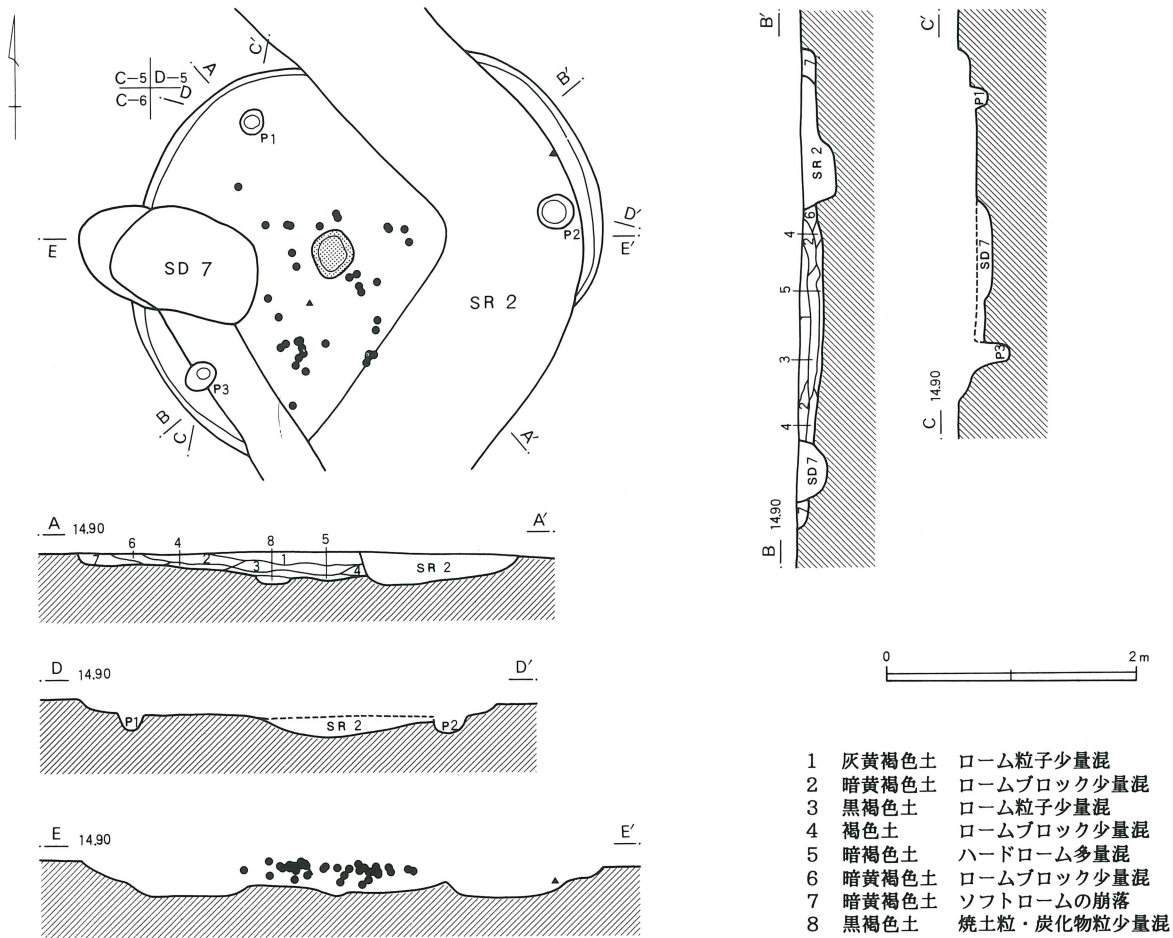 C'
C-5 D-5
C-6
A
D
P1
B'
P2
D'
E'
E
SD 7
SR 2
P3
B
C
A'
A 14.90 A'
7 6 4 2 3 8 1 5 4 SR 2
D 14.90 D'
P1 SR 2 P2
E 14.90 E'
B'
7
SR 2
6
4
2
5
3
2
4
SD 7
7
B 14.90
C'
P1
SD 7
P3
C 14.90
0 2m
1 灰黄褐色土 ローム粒子少量混
2 暗黄褐色土 ロームブロック少量混
3 黒褐色土 ローム粒子少量混
4 褐色土 ロームブロック少量混
5 暗褐色土 ハードローム多量混
6 暗黄褐色土 ロームブロック少量混
7 暗黄褐色土 ソフトロームの崩落
8 黒褐色土 焼土粒・炭化物粒少量混